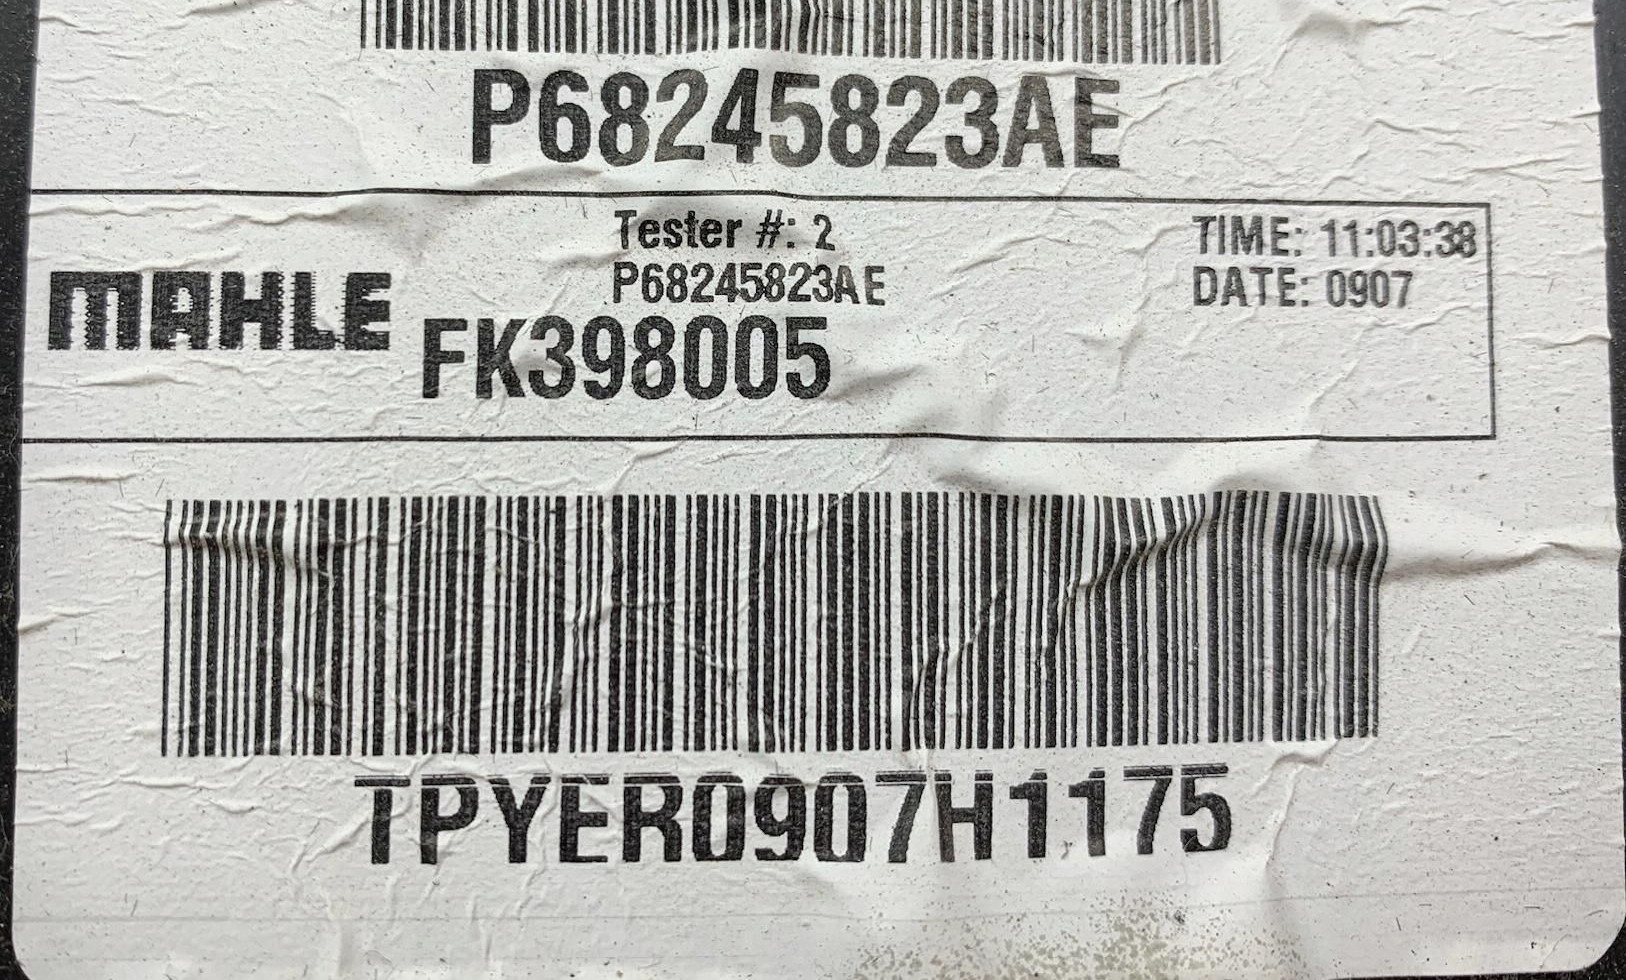 P68245823AE
Tester #: 2
TIME: 11:03:38
P68245823AE
DATE: 0907
MAHLE
FK398005
TPYER0907H1175